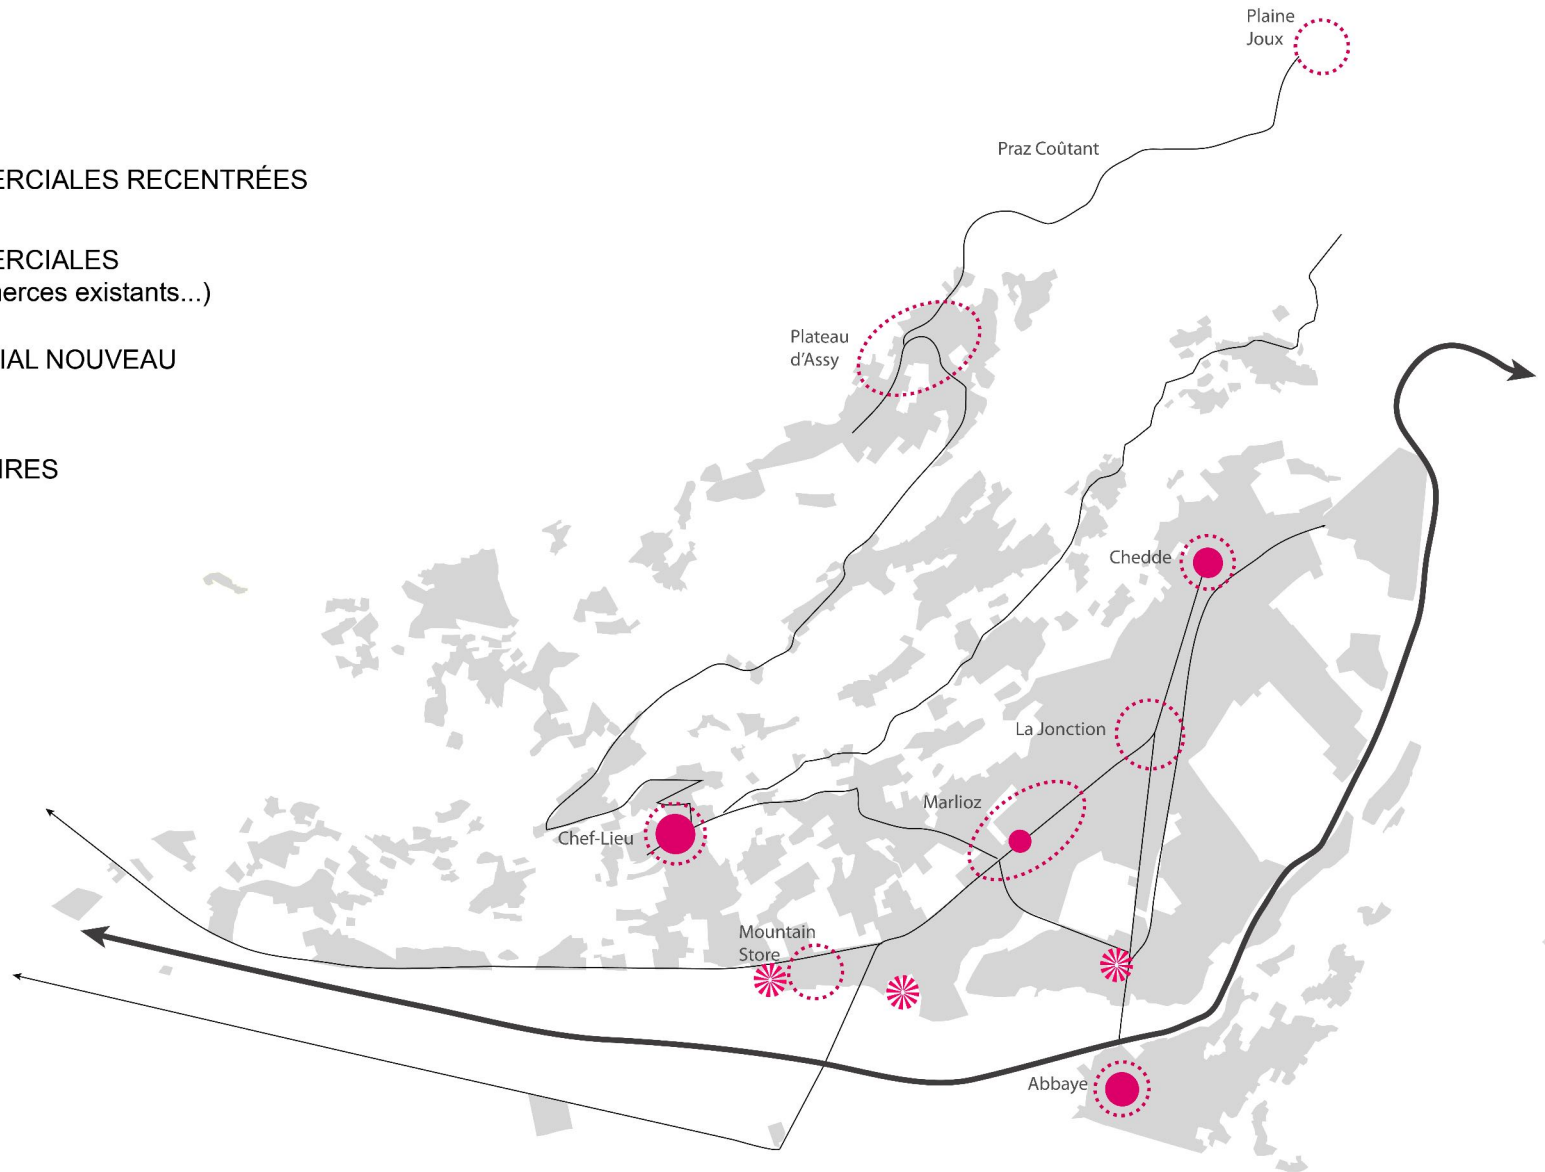 Plaine
Joux
Praz Coûtant
ERCIALES RECENTRÉES
ERCIALES
erces existants...)
IAL NOUVEAU
Plateau
d'Assy
IRES
Chedde
La Jonction
Marlioz
Chef-Lieu
Mountain
Store
Abbaye